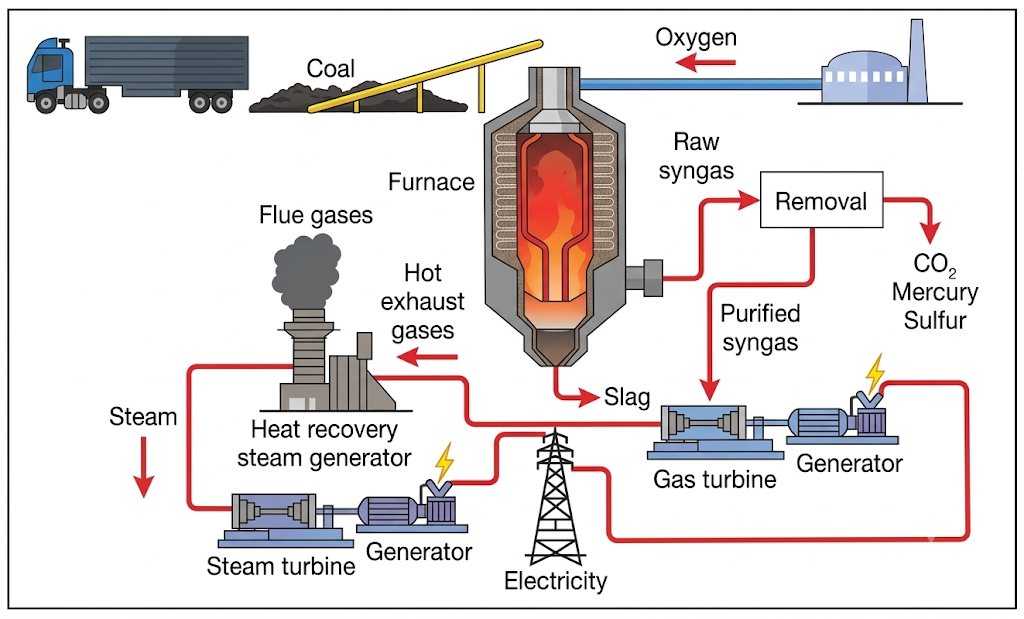 Oxygen
Coal
Raw
syngas
Furnace
Removal
Flue gases
CO₂
Mercury
Sulfur
Hot
exhaust
gases
Purified
syngas
Slag
Steam
Heat recovery
steam generator
Gas turbine
Generator
Steam turbine
Generator
Electricity